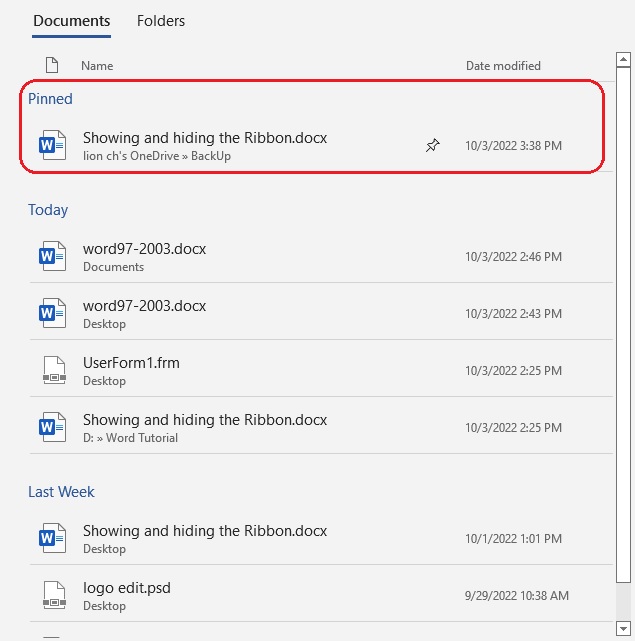 Documents Folders
Name Date modified
Pinned
Showing and hiding the Ribbon.docx
lion ch's OneDrive » BackUp
10/3/2022 3:38 PM
Today
word97-2003.docx
Documents
10/3/2022 2:46 PM
word97-2003.docx
Desktop
10/3/2022 2:43 PM
UserForm1.frm
Desktop
10/3/2022 2:25 PM
Showing and hiding the Ribbon.docx
D: » Word Tutorial
10/3/2022 2:25 PM
Last Week
Showing and hiding the Ribbon.docx
Desktop
10/1/2022 1:01 PM
logo edit.psd
Desktop
9/29/2022 10:38 AM